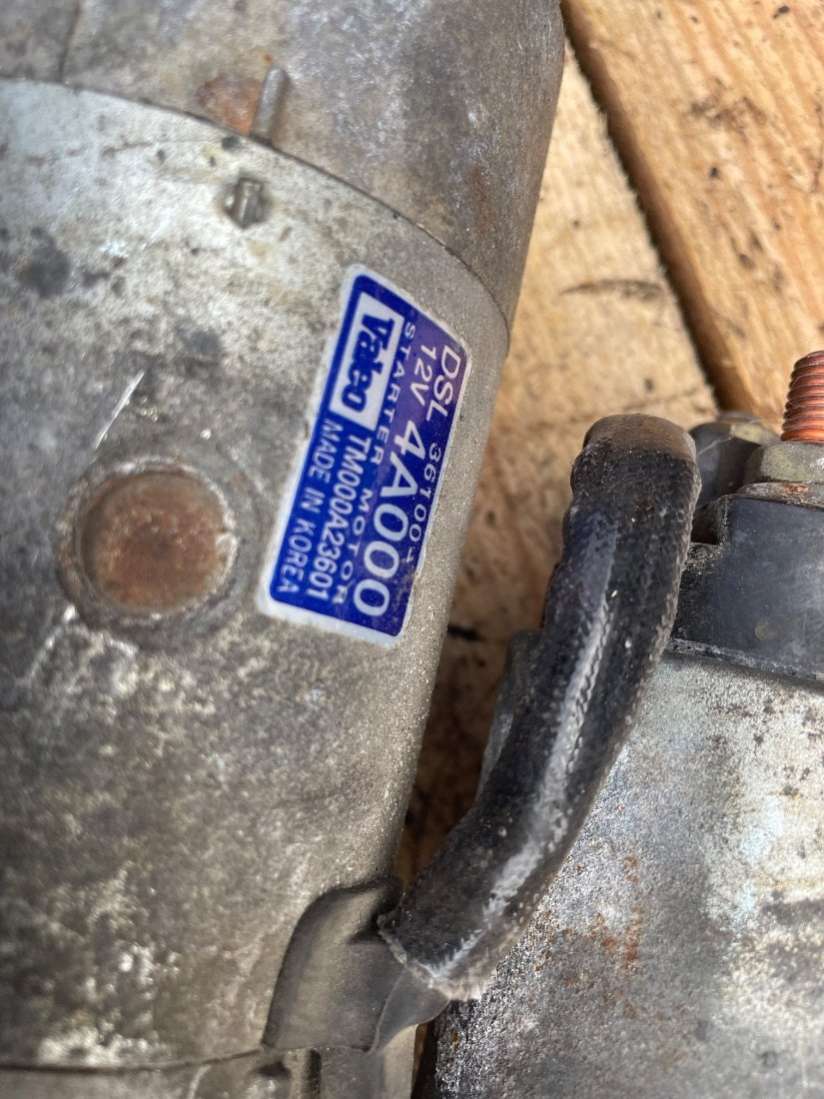 DSL 36100-
12V 4A000
STARTER MOTOR
Valeo TM000A23601
MADE IN KOREA